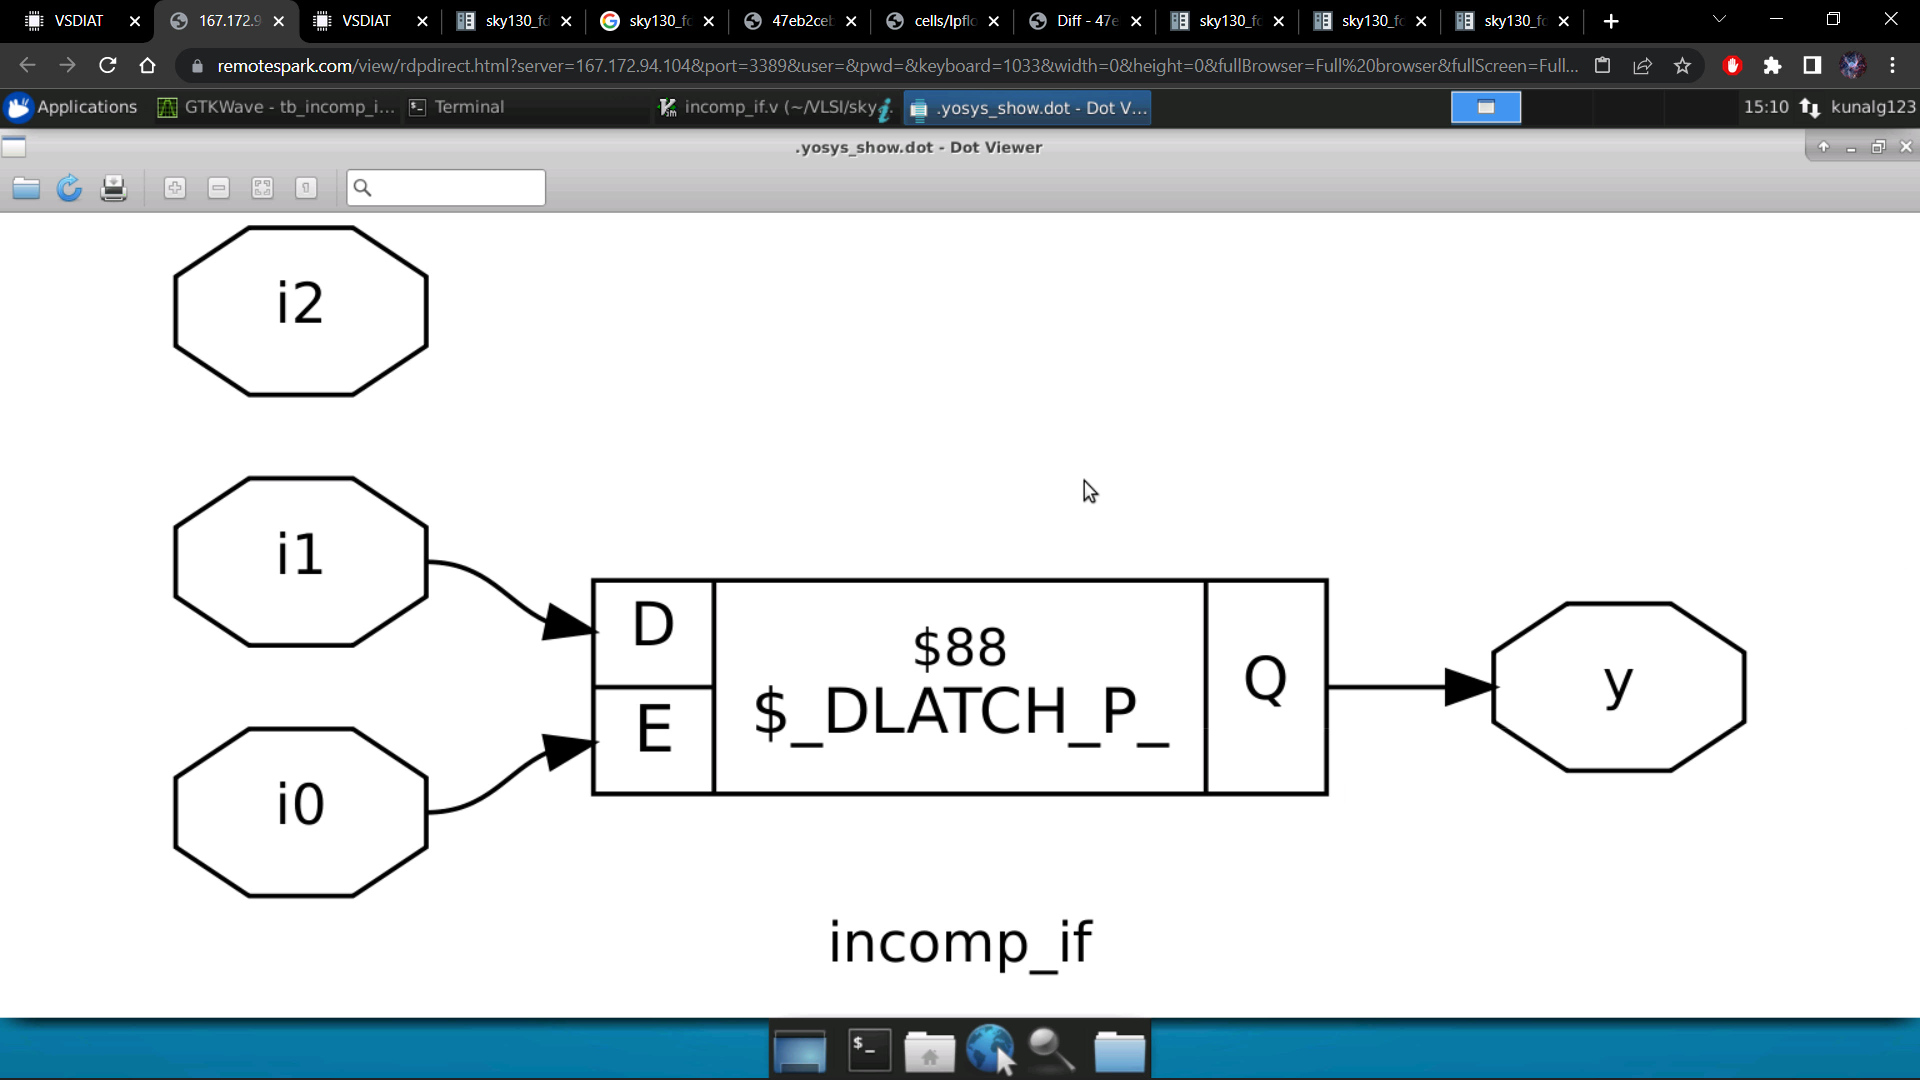 VSDIAT
167.172.9
VSDIAT
sky130_fd
sky130_fc
47eb2ceb
cells/lpflo
Diff - 47e
sky130_fc
sky130_fc
sky130_fc
remotespark.com/view/rdpdirect.html?server=167.172.94.104&port=3389&user=&pwd=&keyboard=1033&width=0&height=0&fullBrowser=Full%20browser&fullScreen=Full...
Applications
GTKWave - tb_incomp_i...
Terminal
incomp_if.v (~/VLSI/sky
.yosys_show.dot - Dot V...
15:10
kunalg123
.yosys_show.dot - Dot Viewer
i2
i1
D
$88
Q
y
E
$_DLATCH_P_
i0
incomp_if
$_